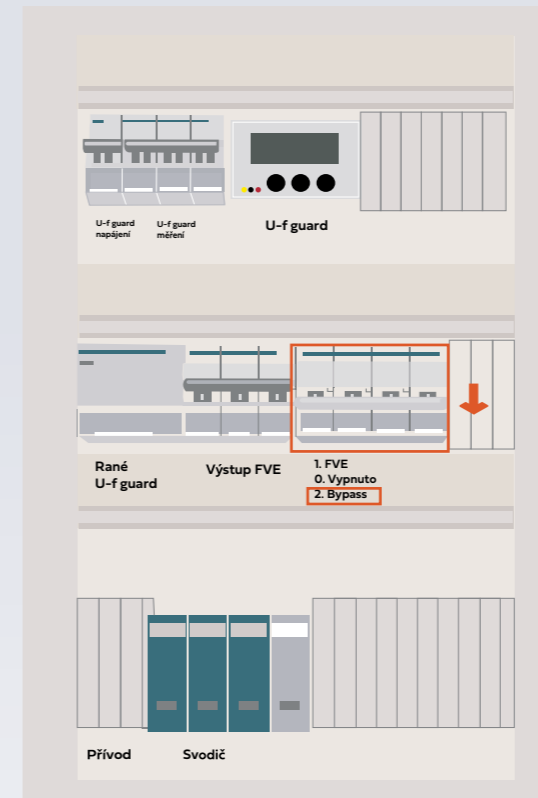 U-f guard
napájení
U-f guard
měření
U-f guard
Rané
U-f guard
Výstup FVE
1. FVE
0. Vypnuto
2. Bypass
Přívod
Svodič